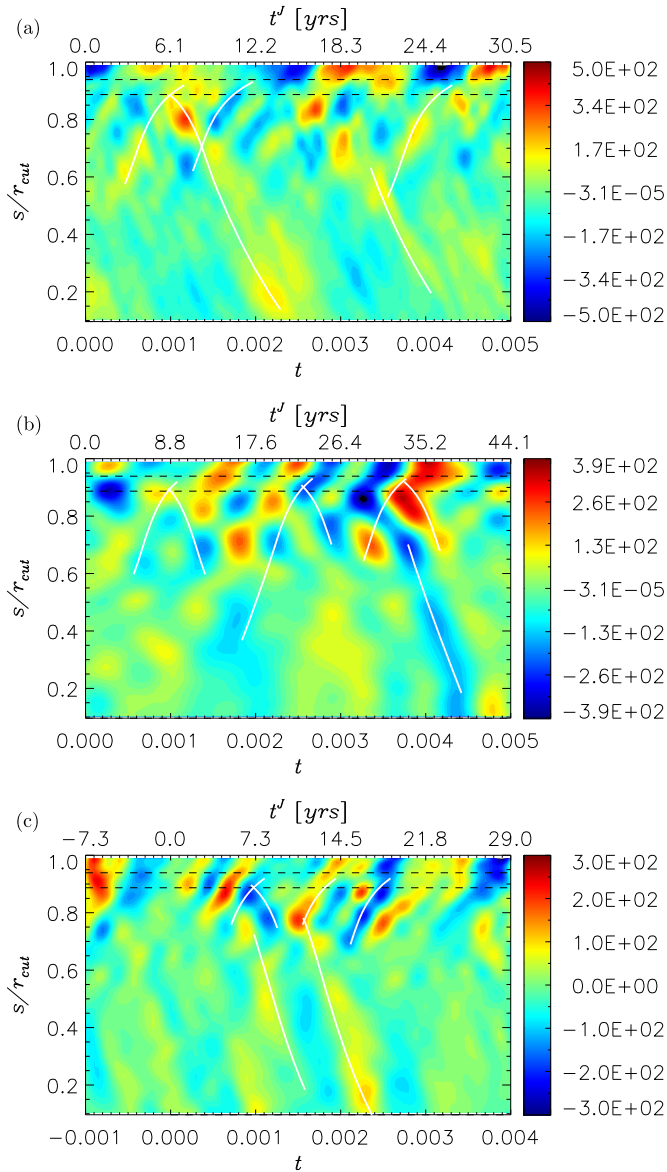 (a)
t^J [yrs]
0.0 6.1 12.2 18.3 24.4 30.5
1.0
0.8
0.6
0.4
0.2
s/r_cut
0.000 0.001 0.002 0.003 0.004 0.005
t
5.0E+02
3.4E+02
1.7E+02
−3.1E−05
−1.7E+02
−3.4E+02
−5.0E+02
(b)
t^J [yrs]
0.0 8.8 17.6 26.4 35.2 44.1
1.0
0.8
0.6
0.4
0.2
s/r_cut
0.000 0.001 0.002 0.003 0.004 0.005
t
3.9E+02
2.6E+02
1.3E+02
−3.1E−05
−1.3E+02
−2.6E+02
−3.9E+02
(c)
t^J [yrs]
−7.3 0.0 7.3 14.5 21.8 29.0
1.0
0.8
0.6
0.4
0.2
s/r_cut
−0.001 0.000 0.001 0.002 0.003 0.004
t
3.0E+02
2.0E+02
1.0E+02
0.0E+00
−1.0E+02
−2.0E+02
−3.0E+02